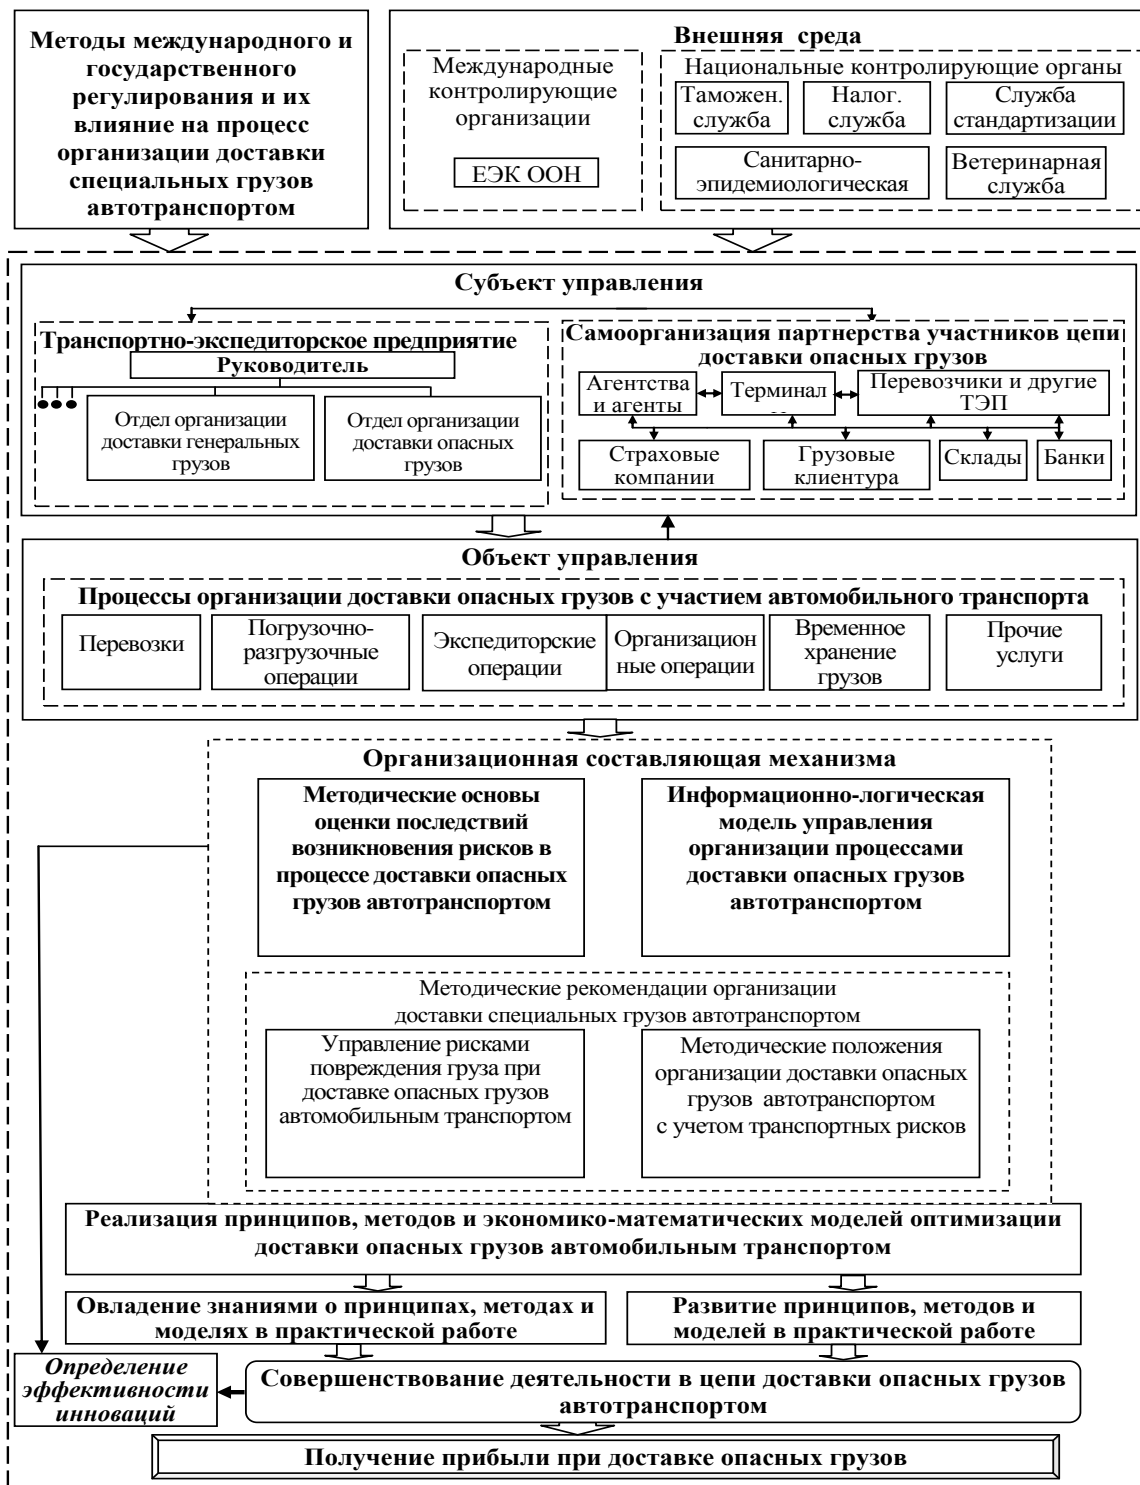 Методы международного и
государственного
регулирования и их
влияние на процесс
организации доставки
специальных грузов
автотранспортом
Внешняя среда
Международные
контролирующие
организации
ЕЭК ООН
Национальные контролирующие органы
Таможен.
служба
Налог.
служба
Служба
стандартизации
Санитарно-
эпидемиологическая
Ветеринарная
служба
Субъект управления
Транспортно-экспедиторское предприятие
Руководитель
Отдел организации
доставки генеральных
грузов
Отдел организации
доставки опасных
грузов
Самоорганизация партнерства участников цепи
доставки опасных грузов
Агентства
и агенты
Терминал
Перевозчики и другие
ТЭП
Страховые
компании
Грузовые
клиентура
Склады
Банки
Объект управления
Процессы организации доставки опасных грузов с участием автомобильного транспорта
Перевозки
Погрузочно-
разгрузочные
операции
Экспедиторские
операции
Организацион
ные операции
Временное
хранение
грузов
Прочие
услуги
Организационная составляющая механизма
Методические основы
оценки последствий
возникновения рисков в
процессе доставки опасных
грузов автотранспортом
Информационно-логическая
модель управления
организации процессами
доставки опасных грузов
автотранспортом
Методические рекомендации организации
доставки специальных грузов автотранспортом
Управление рисками
повреждения груза при
доставке опасных грузов
автомобильным транспортом
Методические положения
организации доставки опасных
грузов автотранспортом
с учетом транспортных рисков
Реализация принципов, методов и экономико-математических моделей оптимизации
доставки опасных грузов автомобильным транспортом
Овладение знаниями о принципах, методах и
моделях в практической работе
Развитие принципов, методов и
моделей в практической работе
Определение
эффективности
инноваций
Совершенствование деятельности в цепи доставки опасных грузов
автотранспортом
Получение прибыли при доставке опасных грузов